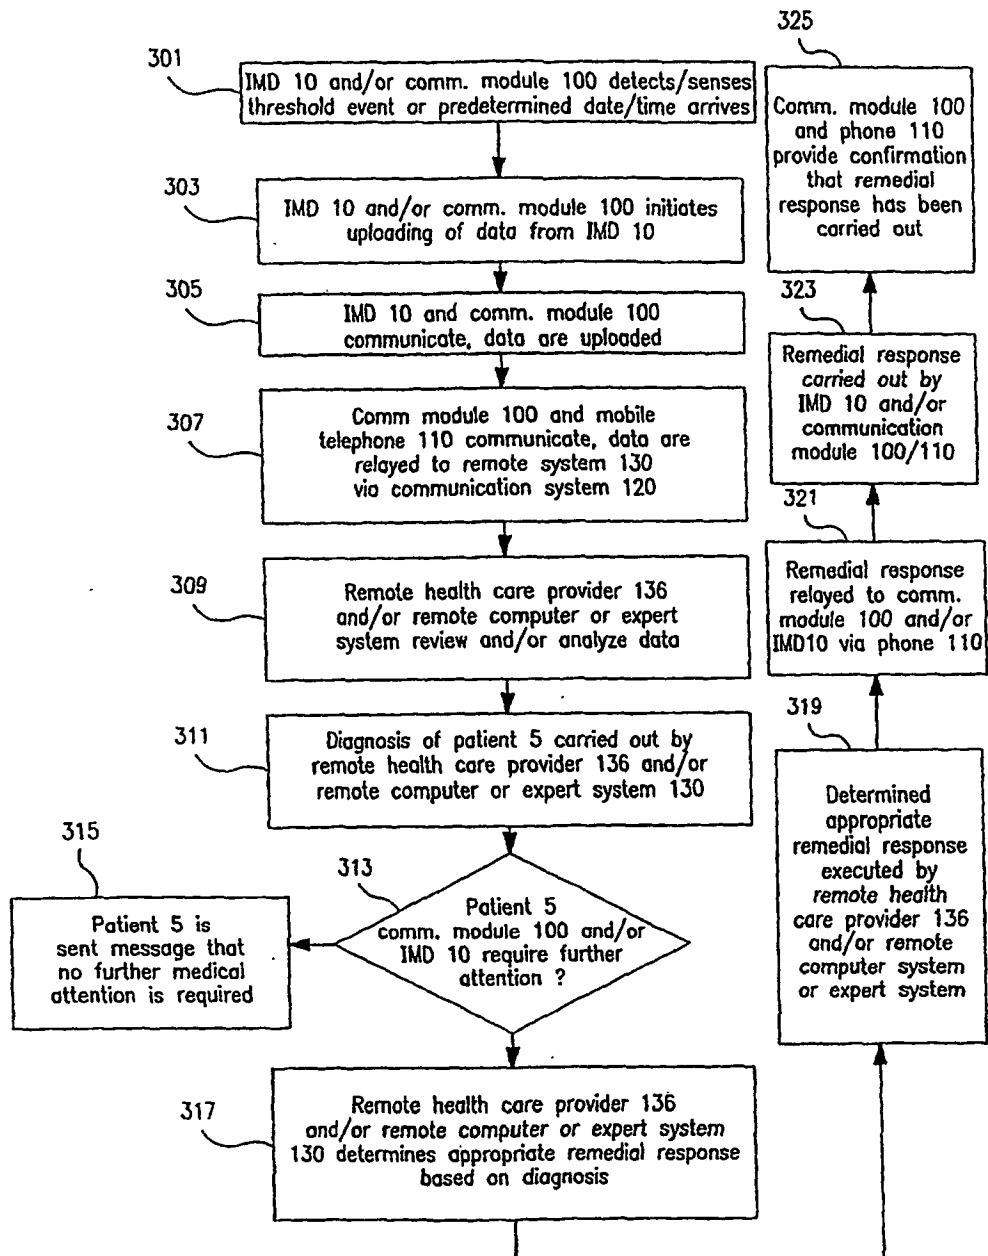 301
IMD 10 and/or comm. module 100 detects/senses
threshold event or predetermined date/time arrives
303
IMD 10 and/or comm. module 100 initiates
uploading of data from IMD 10
305
IMD 10 and comm. module 100
communicate, data are uploaded
307
Comm module 100 and mobile
telephone 110 communicate, data are
relayed to remote system 130
via communication system 120
309
Remote health care provider 136
and/or remote computer or expert
system review and/or analyze data
311
Diagnosis of patient 5 carried out by
remote health care provider 136 and/or
remote computer or expert system 130
313
Patient 5
comm. module 100 and/or
IMD 10 require further
attention ?
315
Patient 5 is
sent message that
no further medical
attention is required
317
Remote health care provider 136
and/or remote computer or expert system
130 determines appropriate remedial response
based on diagnosis
319
Determined
appropriate
remedial response
executed by
remote health
care provider 136
and/or remote
computer system
or expert system
321
Remedial response
relayed to comm.
module 100 and/or
IMD10 via phone 110
323
Remedial response
carried out by
IMD 10 and/or
communication
module 100/110
325
Comm. module 100
and phone 110
provide confirmation
that remedial
response has been
carried out